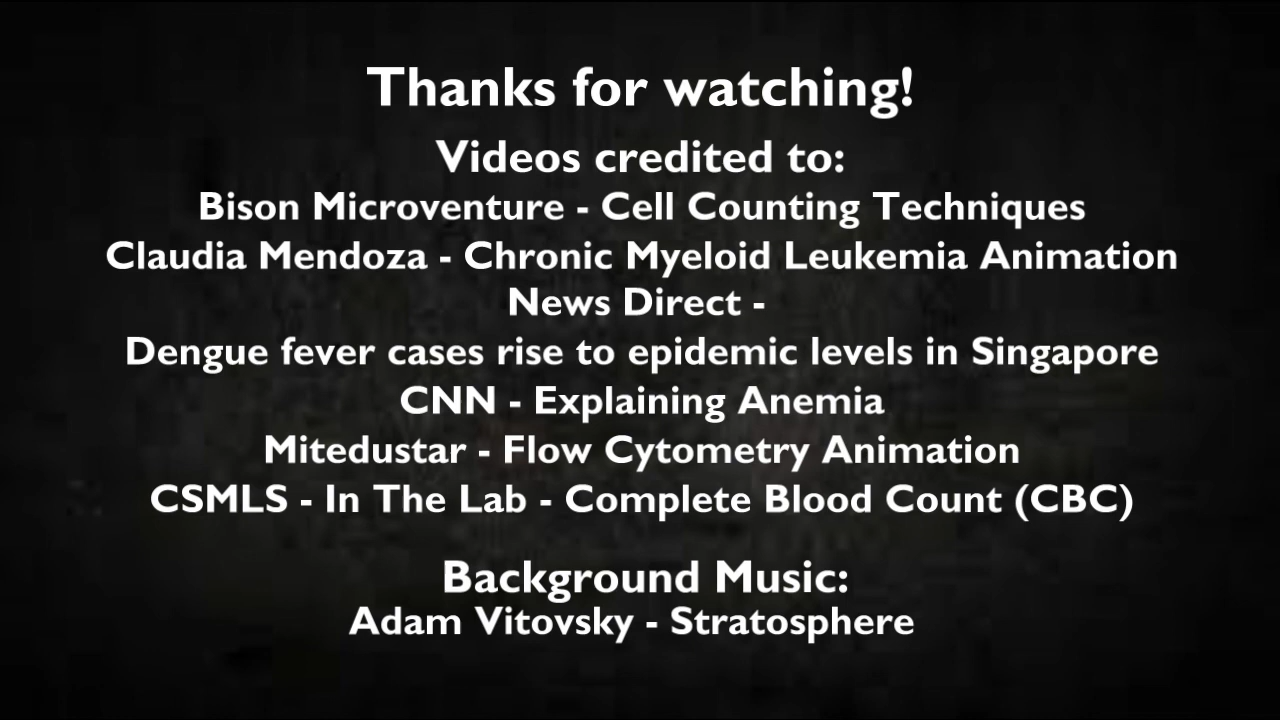 Thanks for watching!
Videos credited to:
Bison Microventure - Cell Counting Techniques
Claudia Mendoza - Chronic Myeloid Leukemia Animation
News Direct -
Dengue fever cases rise to epidemic levels in Singapore
CNN - Explaining Anemia
Mitedustar - Flow Cytometry Animation
CSMLS - In The Lab - Complete Blood Count (CBC)
Background Music:
Adam Vitovsky - Stratosphere